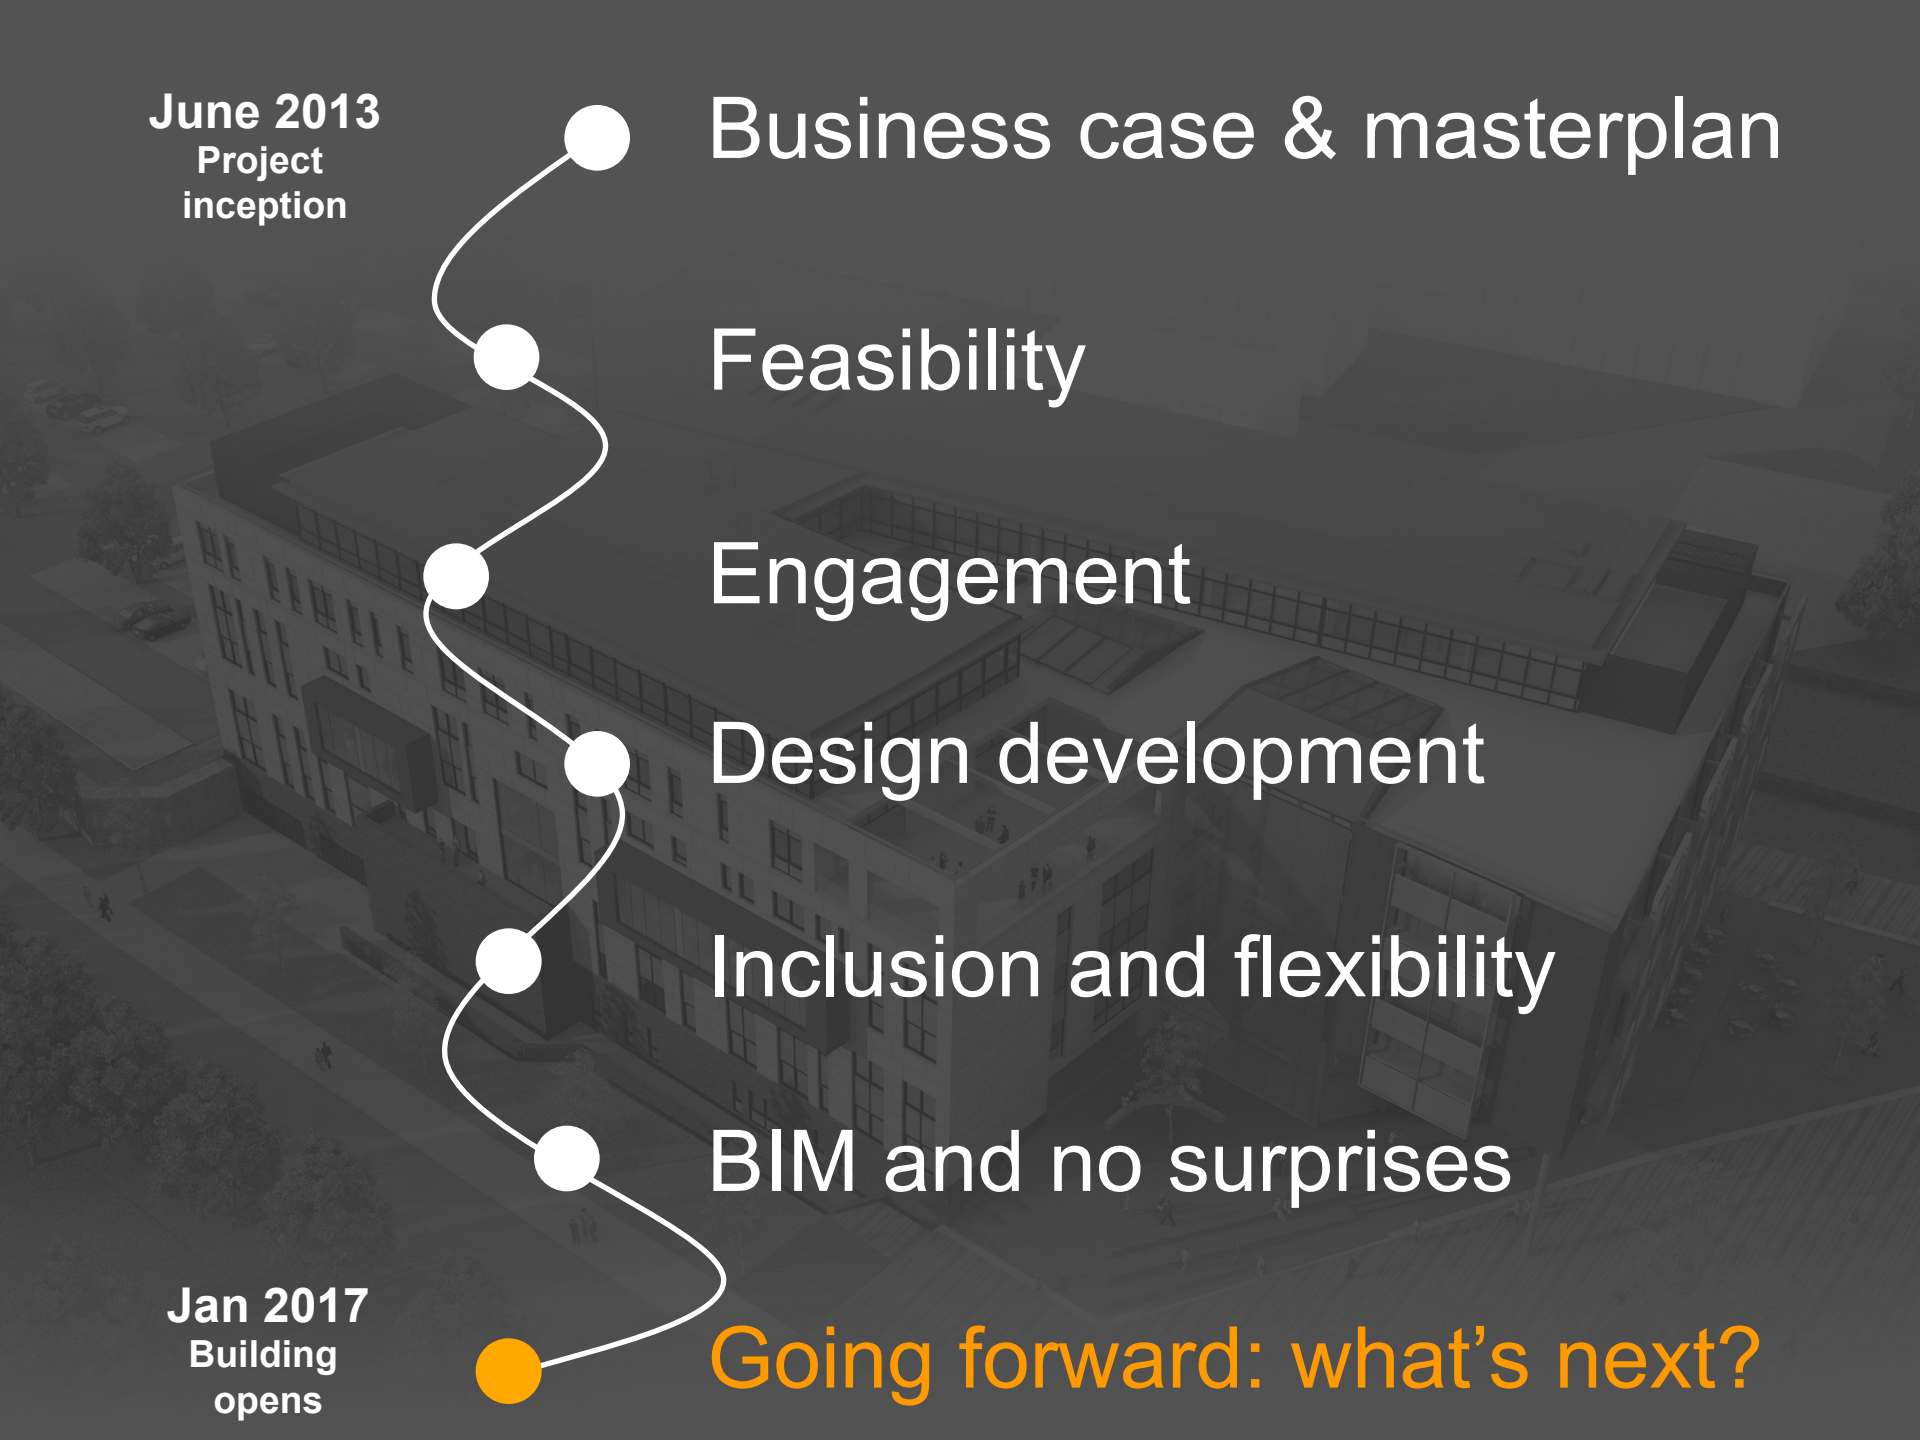 June 2013
Project
inception
Business case & masterplan
Feasibility
Engagement
Design development
Inclusion and flexibility
BIM and no surprises
Jan 2017
Building
opens
Going forward: what’s next?